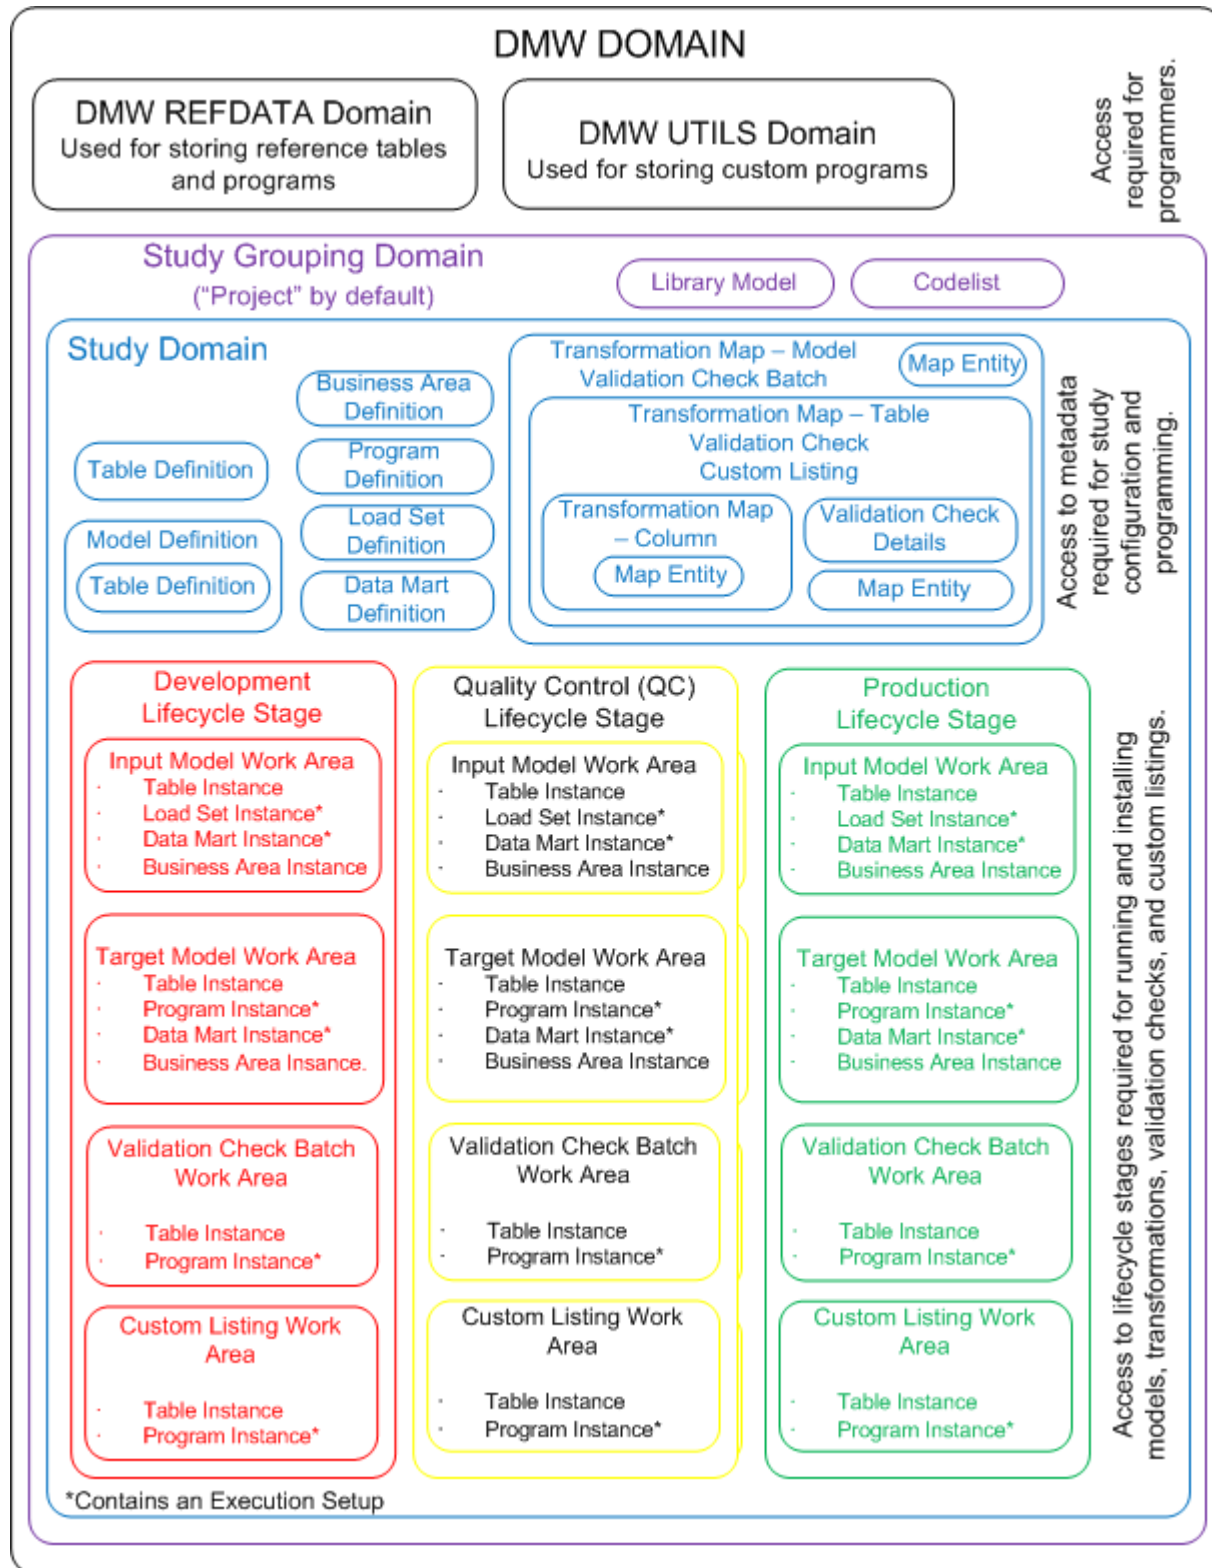 DMW DOMAIN
DMW REFDATA Domain
Used for storing reference tables
and programs
DMW UTILS Domain
Used for storing custom programs
Access
required for
programmers.
Study Grouping Domain
(“Project” by default)
Library Model
Codelist
Study Domain
Business Area
Definition
Table Definition
Program
Definition
Model Definition
Table Definition
Load Set
Definition
Data Mart
Definition
Transformation Map – Model
Validation Check Batch
Map Entity
Transformation Map – Table
Validation Check
Custom Listing
Transformation Map
– Column
Map Entity
Validation Check
Details
Map Entity
Access to metadata
required for study
configuration and
programming.
Development
Lifecycle Stage
Input Model Work Area
· Table Instance
· Load Set Instance*
· Data Mart Instance*
· Business Area Instance
Target Model Work Area
· Table Instance
· Program Instance*
· Data Mart Instance*
· Business Area Insance.
Validation Check Batch
Work Area
· Table Instance
· Program Instance*
Custom Listing Work
Area
· Table Instance
· Program Instance*
Quality Control (QC)
Lifecycle Stage
Input Model Work Area
· Table Instance
· Load Set Instance*
· Data Mart Instance*
· Business Area Instance
Target Model Work Area
· Table Instance
· Program Instance*
· Data Mart Instance*
· Business Area Instance
Validation Check Batch
Work Area
· Table Instance
· Program Instance*
Custom Listing Work
Area
· Table Instance
· Program Instance*
Production
Lifecycle Stage
Input Model Work Area
· Table Instance
· Load Set Instance*
· Data Mart Instance*
· Business Area Instance
Target Model Work Area
· Table Instance
· Program Instance*
· Data Mart Instance*
· Business Area Instance
Validation Check Batch
Work Area
· Table Instance
· Program Instance*
Custom Listing Work
Area
· Table Instance
· Program Instance*
Access to lifecycle stages required for running and installing
models, transformations, validation checks, and custom listings.
*Contains an Execution Setup